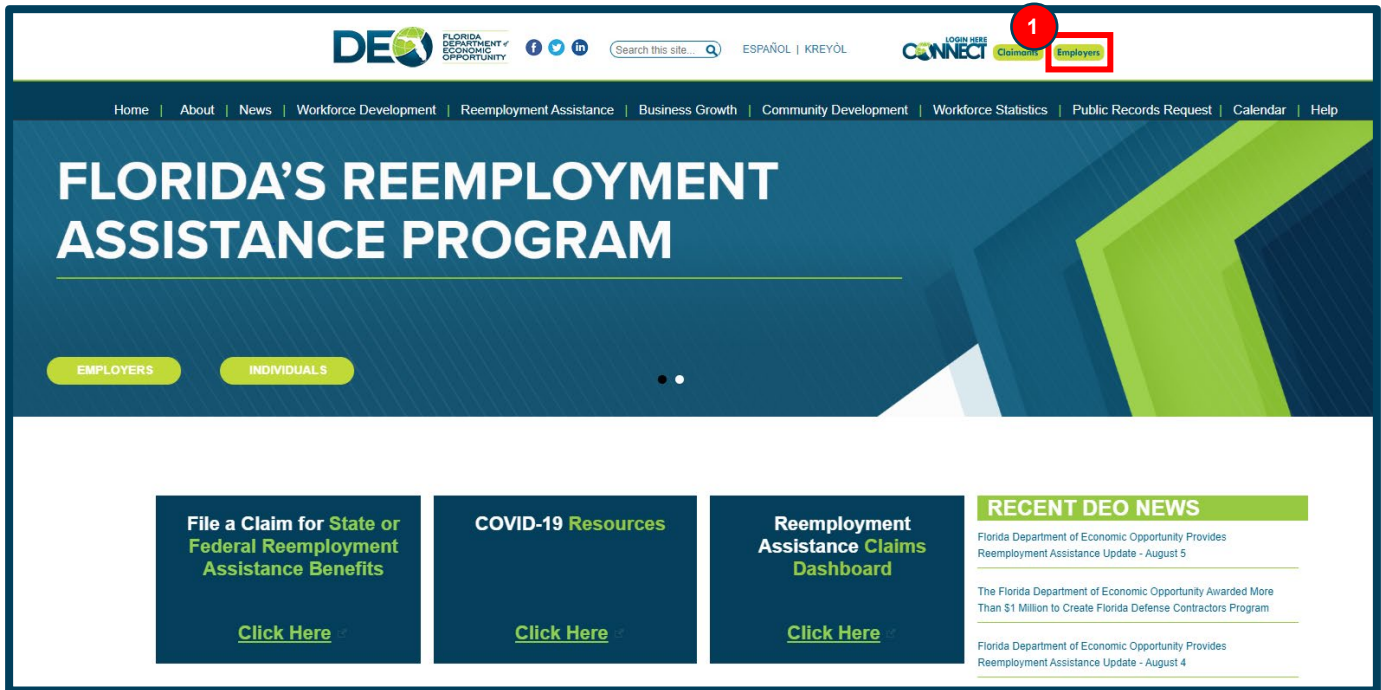 1
DEO
FLORIDA
DEPARTMENT of
ECONOMIC
OPPORTUNITY
Search this site...
ESPAÑOL | KREYÒL
LOGIN HERE
CONNECT
Claimants
Employers
Home | About | News | Workforce Development | Reemployment Assistance | Business Growth | Community Development | Workforce Statistics | Public Records Request | Calendar | Help
FLORIDA'S REEMPLOYMENT
ASSISTANCE PROGRAM
EMPLOYERS
INDIVIDUALS
File a Claim for State or
Federal Reemployment
Assistance Benefits
Click Here
COVID-19 Resources
Click Here
Reemployment
Assistance Claims
Dashboard
Click Here
RECENT DEO NEWS
Florida Department of Economic Opportunity Provides
Reemployment Assistance Update - August 5
The Florida Department of Economic Opportunity Awarded More
Than $1 Million to Create Florida Defense Contractors Program
Florida Department of Economic Opportunity Provides
Reemployment Assistance Update - August 4